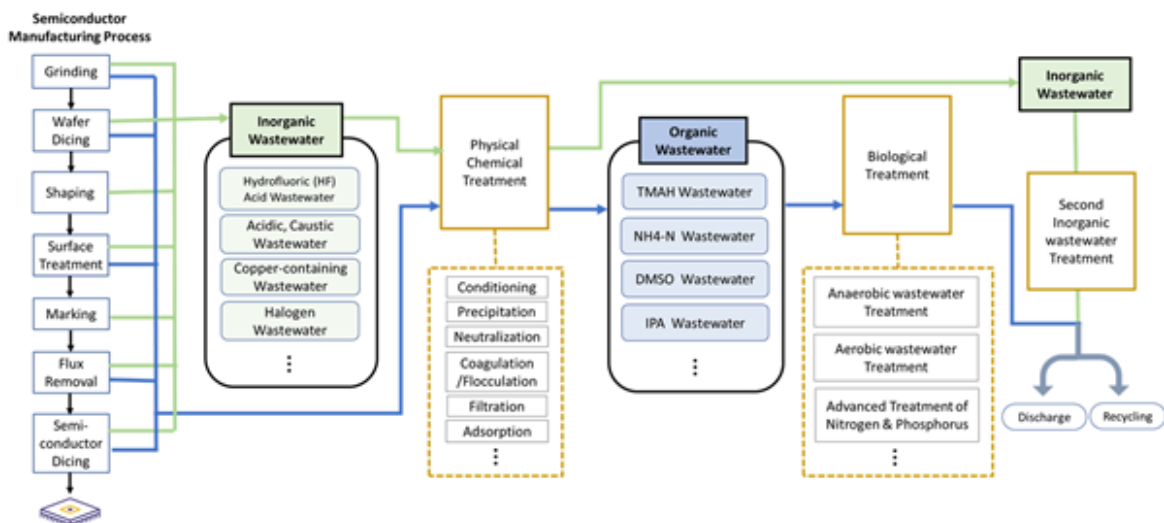 Semiconductor
Manufacturing Process
Grinding
Wafer
Dicing
Shaping
Surface
Treatment
Marking
Flux
Removal
Semi-
conductor
Dicing
Inorganic
Wastewater
Hydrofluoric (HF)
Acid Wastewater
Acidic, Caustic
Wastewater
Copper-containing
Wastewater
Halogen
Wastewater
Physical
Chemical
Treatment
Conditioning
Precipitation
Neutralization
Coagulation
/Flocculation
Filtration
Adsorption
Organic
Wastewater
TMAH Wastewater
NH4-N Wastewater
DMSO Wastewater
IPA Wastewater
Biological
Treatment
Anaerobic wastewater
Treatment
Aerobic wastewater
Treatment
Advanced Treatment of
Nitrogen & Phosphorus
Inorganic
Wastewater
Second
Inorganic
wastewater
Treatment
Discharge
Recycling